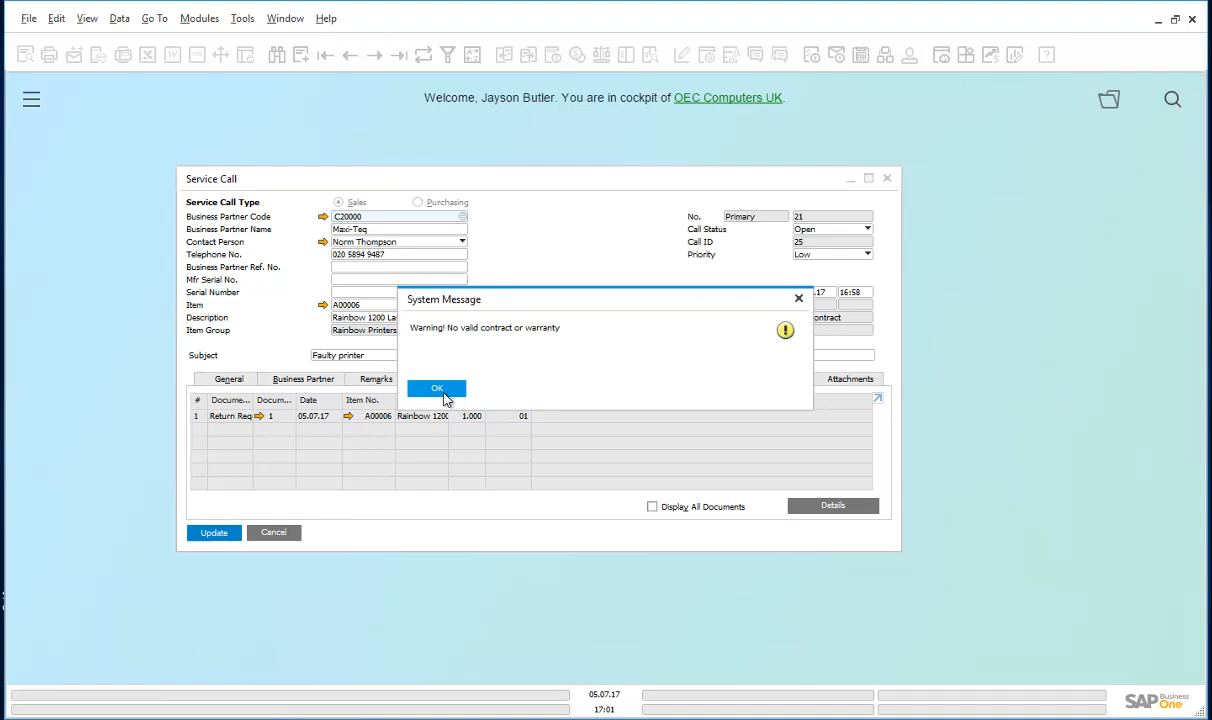 File Edit View Data Go To Modules Tools Window Help
Welcome, Jayson Butler. You are in cockpit of OEC Computers UK.
Service Call
Service Call Type Sales Purchasing
Business Partner Code C20000 No. Primary 21
Business Partner Name Maxi-Teq Call Status Open
Contact Person Norm Thompson Call ID 25
Telephone No. 020 5894 9487 Priority Low
Business Partner Ref. No.
Mfr Serial No.
Serial Number .17 16:58
Item A00006
Description Rainbow 1200 La ontract
Item Group Rainbow Printers
System Message
Warning! No valid contract or warranty
OK
Subject Faulty printer
General Business Partner Remarks Attachments
# Docume... Docum... Date Item No.
1 Return Req 1 05.07.17 A00006 Rainbow 1200 1.000 01
Display All Documents Details
Update Cancel
05.07.17
17:01
SAP Business One